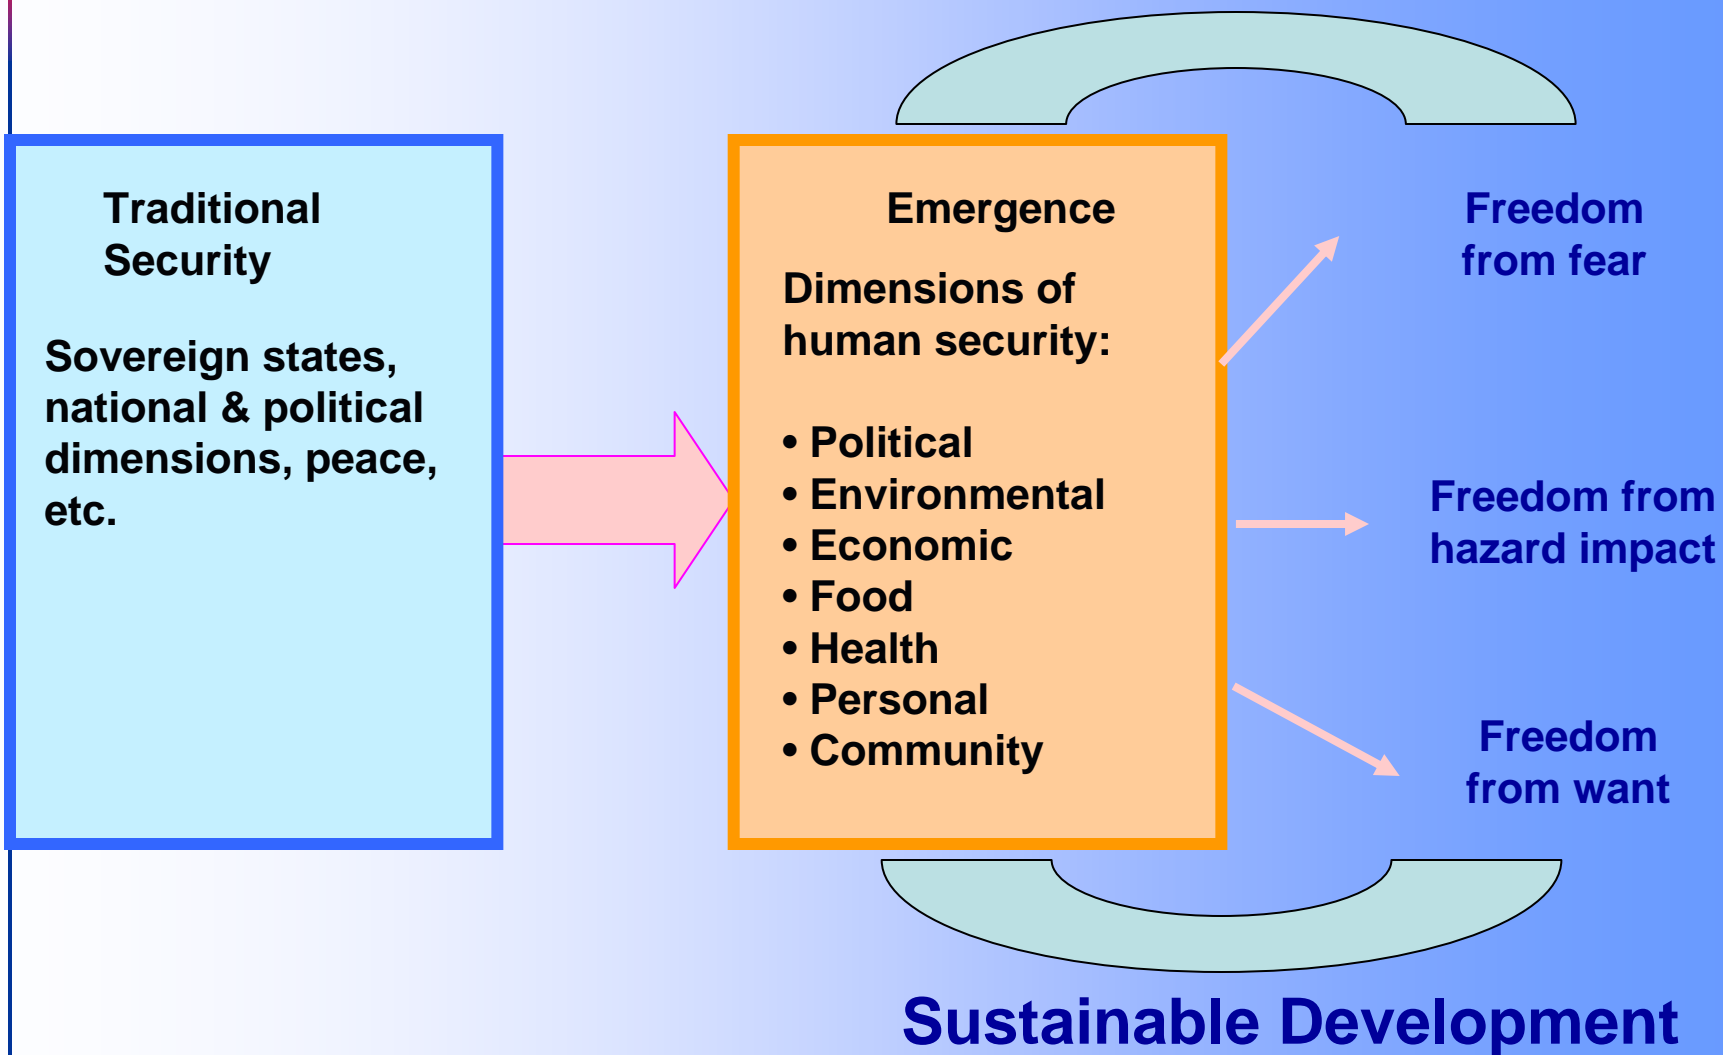 Traditional
Security
Sovereign states,
national & political
dimensions, peace,
etc.
Emergence
Dimensions of
human security:
• Political
• Environmental
• Economic
• Food
• Health
• Personal
• Community
Freedom
from fear
Freedom from
hazard impact
Freedom
from want
Sustainable Development